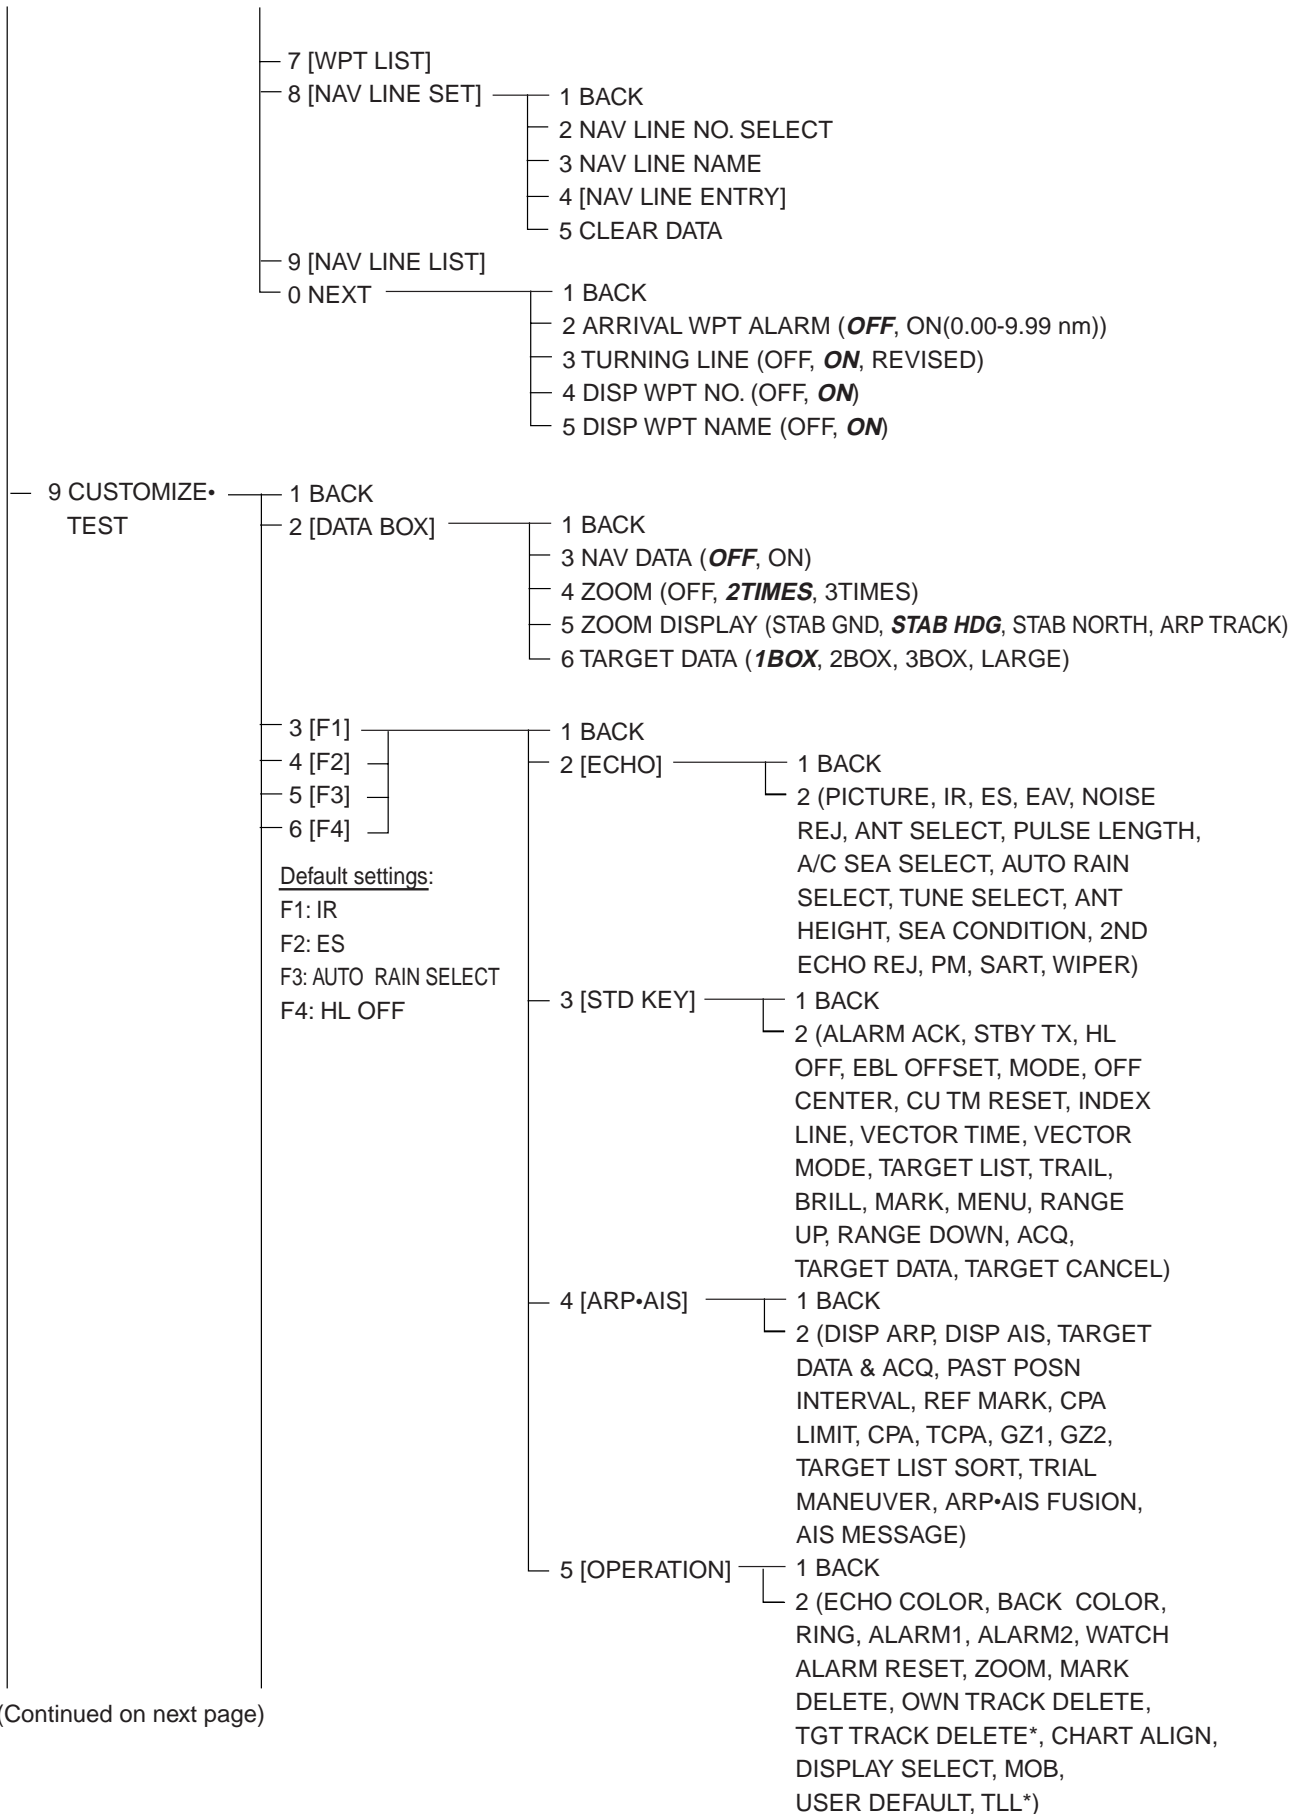 7 [WPT LIST]
8 [NAV LINE SET]
1 BACK
2 NAV LINE NO. SELECT
3 NAV LINE NAME
4 [NAV LINE ENTRY]
5 CLEAR DATA
9 [NAV LINE LIST]
0 NEXT
1 BACK
2 ARRIVAL WPT ALARM (OFF, ON(0.00-9.99 nm))
3 TURNING LINE (OFF, ON, REVISED)
4 DISP WPT NO. (OFF, ON)
5 DISP WPT NAME (OFF, ON)
9 CUSTOMIZE•
TEST
1 BACK
2 [DATA BOX]
1 BACK
3 NAV DATA (OFF, ON)
4 ZOOM (OFF, 2TIMES, 3TIMES)
5 ZOOM DISPLAY (STAB GND, STAB HDG, STAB NORTH, ARP TRACK)
6 TARGET DATA (1BOX, 2BOX, 3BOX, LARGE)
3 [F1]
4 [F2]
5 [F3]
6 [F4]
Default settings:
F1: IR
F2: ES
F3: AUTO RAIN SELECT
F4: HL OFF
1 BACK
2 [ECHO]
1 BACK
2 (PICTURE, IR, ES, EAV, NOISE
REJ, ANT SELECT, PULSE LENGTH,
A/C SEA SELECT, AUTO RAIN
SELECT, TUNE SELECT, ANT
HEIGHT, SEA CONDITION, 2ND
ECHO REJ, PM, SART, WIPER)
3 [STD KEY]
1 BACK
2 (ALARM ACK, STBY TX, HL
OFF, EBL OFFSET, MODE, OFF
CENTER, CU TM RESET, INDEX
LINE, VECTOR TIME, VECTOR
MODE, TARGET LIST, TRAIL,
BRILL, MARK, MENU, RANGE
UP, RANGE DOWN, ACQ,
TARGET DATA, TARGET CANCEL)
4 [ARP•AIS]
1 BACK
2 (DISP ARP, DISP AIS, TARGET
DATA & ACQ, PAST POSN
INTERVAL, REF MARK, CPA
LIMIT, CPA, TCPA, GZ1, GZ2,
TARGET LIST SORT, TRIAL
MANEUVER, ARP•AIS FUSION,
AIS MESSAGE)
5 [OPERATION]
1 BACK
2 (ECHO COLOR, BACK COLOR,
RING, ALARM1, ALARM2, WATCH
ALARM RESET, ZOOM, MARK
DELETE, OWN TRACK DELETE,
TGT TRACK DELETE*, CHART ALIGN,
DISPLAY SELECT, MOB,
USER DEFAULT, TLL*)
(Continued on next page)